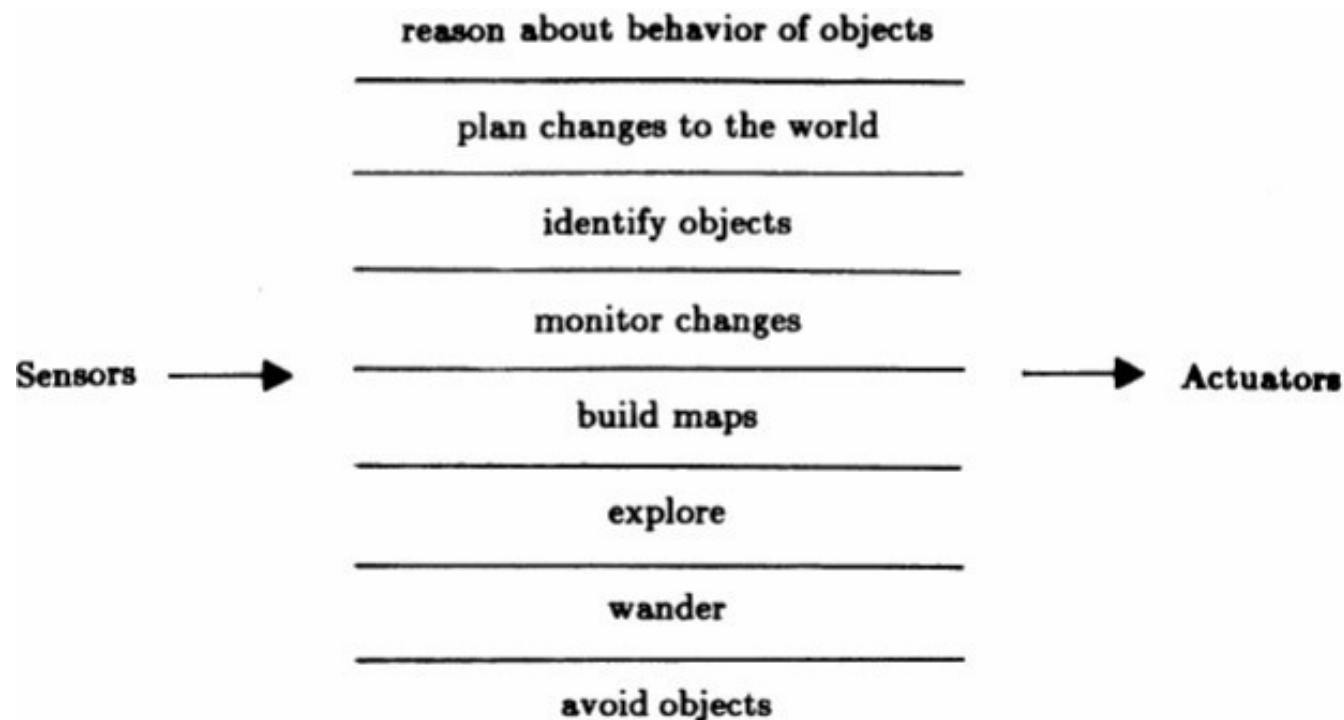 reason about behavior of objects
plan changes to the world
identify objects
monitor changes
Sensors
Actuators
build maps
explore
wander
avoid objects